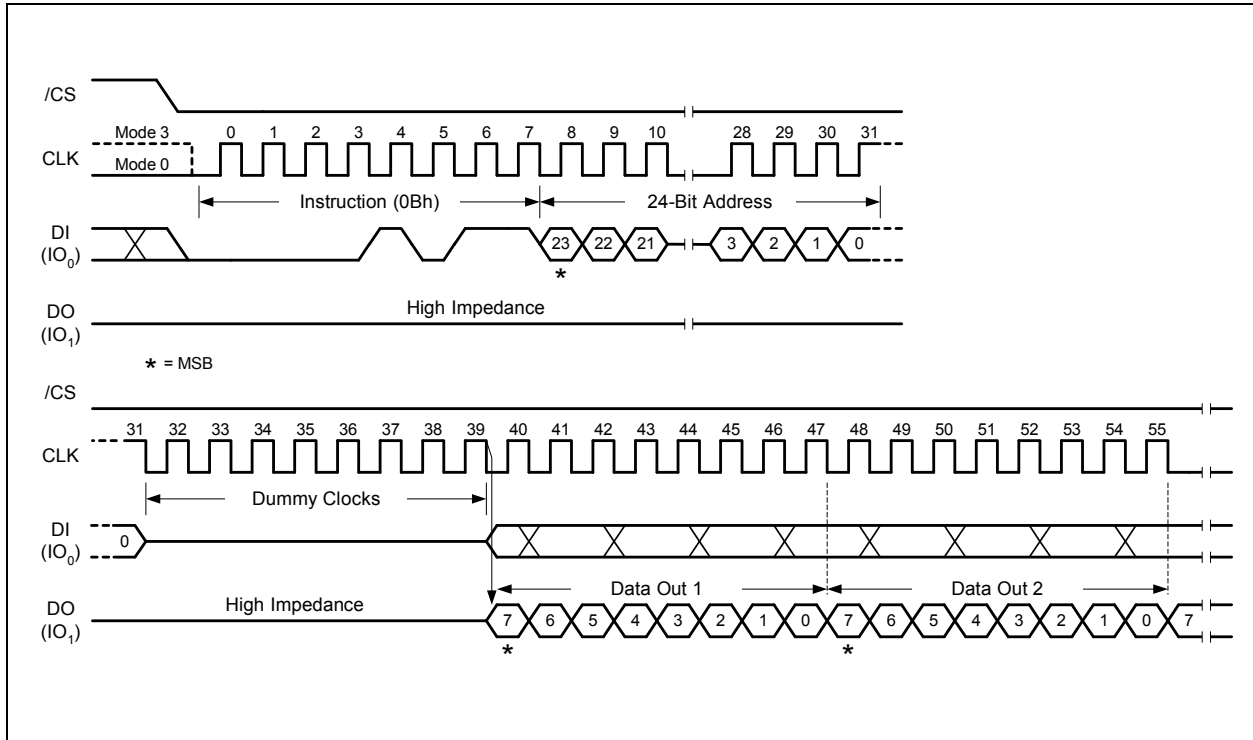 /CS
Mode 3 0 1 2 3 4 5 6 7 8 9 10 28 29 30 31
CLK
Mode 0
Instruction (0Bh) 24-Bit Address
DI
(IO0) 23 22 21 3 2 1 0
*
High Impedance
DO
(IO1)
* = MSB
/CS
31 32 33 34 35 36 37 38 39 40 41 42 43 44 45 46 47 48 49 50 51 52 53 54 55
CLK
Dummy Clocks
DI
(IO0) 0
Data Out 1 Data Out 2
High Impedance
DO
(IO1) 7 6 5 4 3 2 1 0 7 6 5 4 3 2 1 0 7
* *